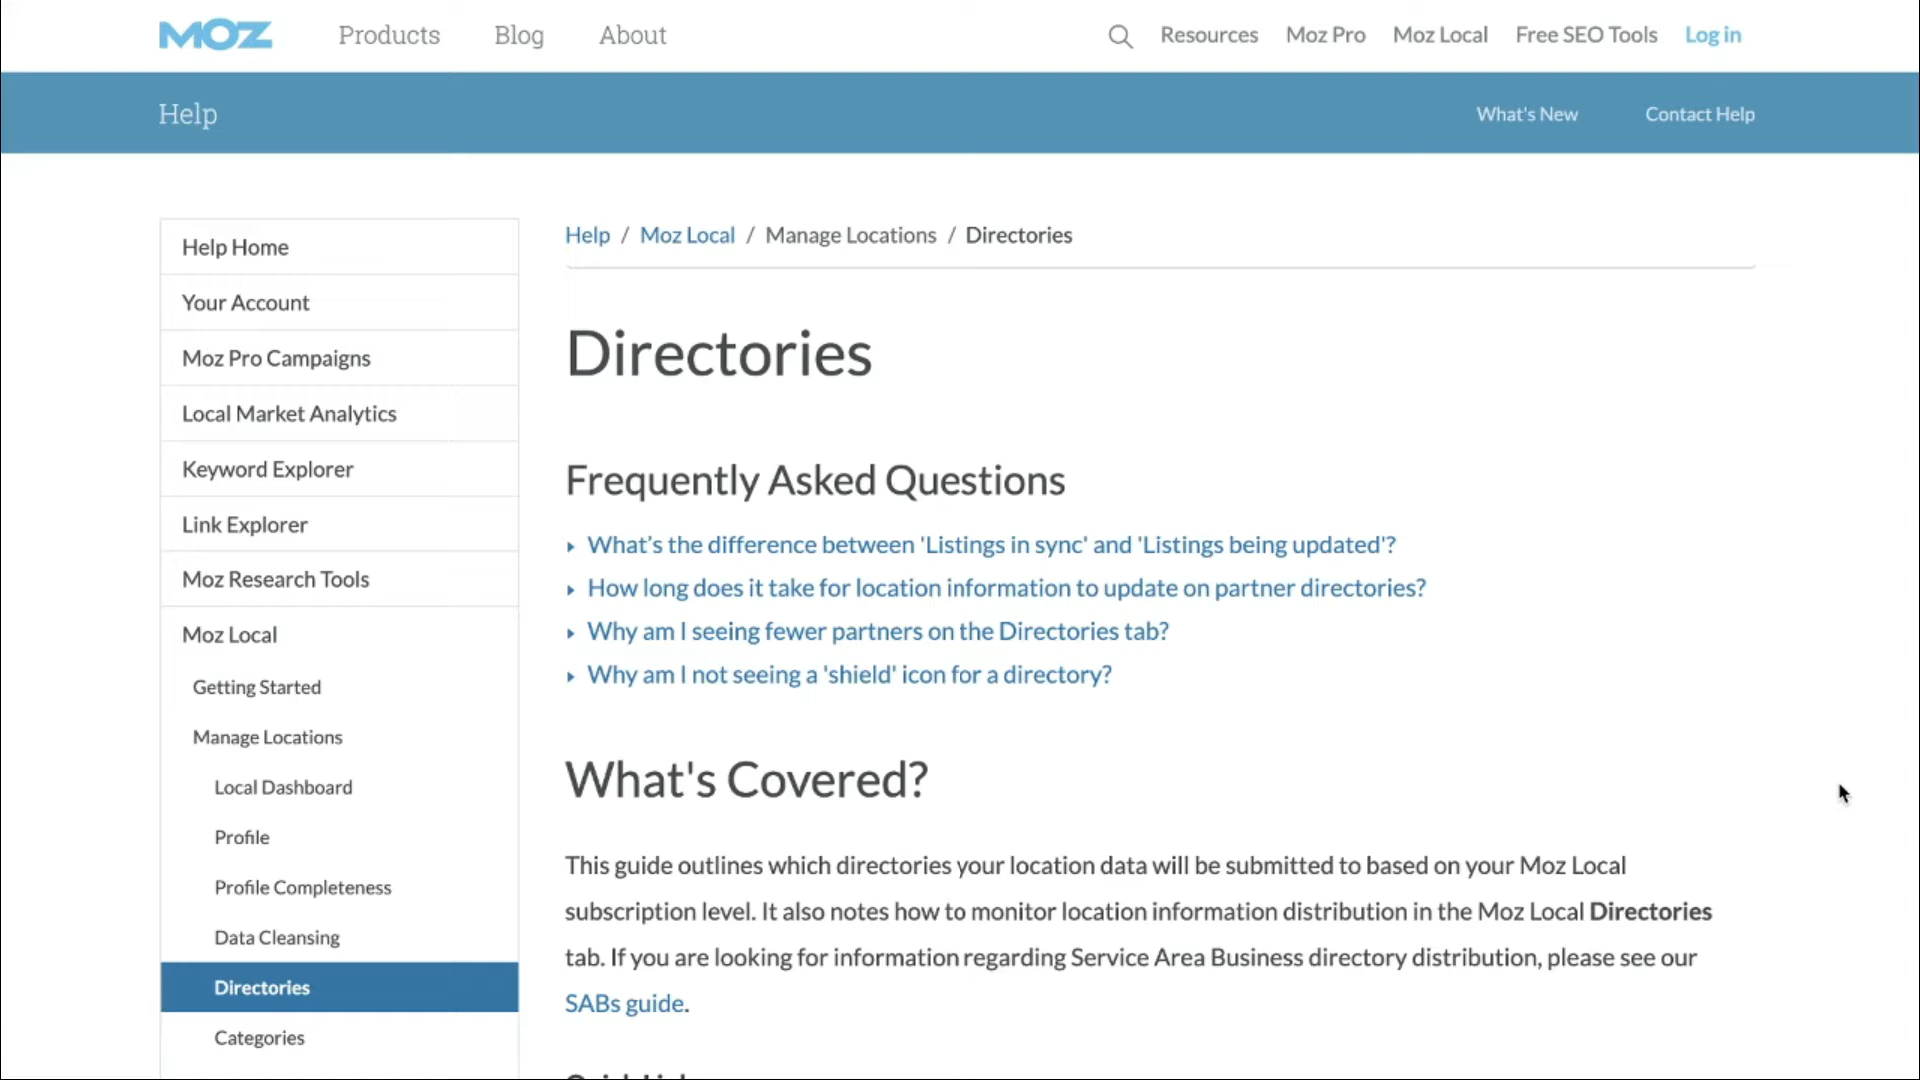 MOZ Products Blog About Resources Moz Pro Moz Local Free SEO Tools Log in
Help What's New Contact Help
Help Home
Your Account
Moz Pro Campaigns
Local Market Analytics
Keyword Explorer
Link Explorer
Moz Research Tools
Moz Local
Getting Started
Manage Locations
Local Dashboard
Profile
Profile Completeness
Data Cleansing
Directories
Categories
Help / Moz Local / Manage Locations / Directories
Directories
Frequently Asked Questions
What’s the difference between 'Listings in sync' and 'Listings being updated'?
How long does it take for location information to update on partner directories?
Why am I seeing fewer partners on the Directories tab?
Why am I not seeing a 'shield' icon for a directory?
What's Covered?
This guide outlines which directories your location data will be submitted to based on your Moz Local
subscription level. It also notes how to monitor location information distribution in the Moz Local Directories
tab. If you are looking for information regarding Service Area Business directory distribution, please see our
SABs guide.